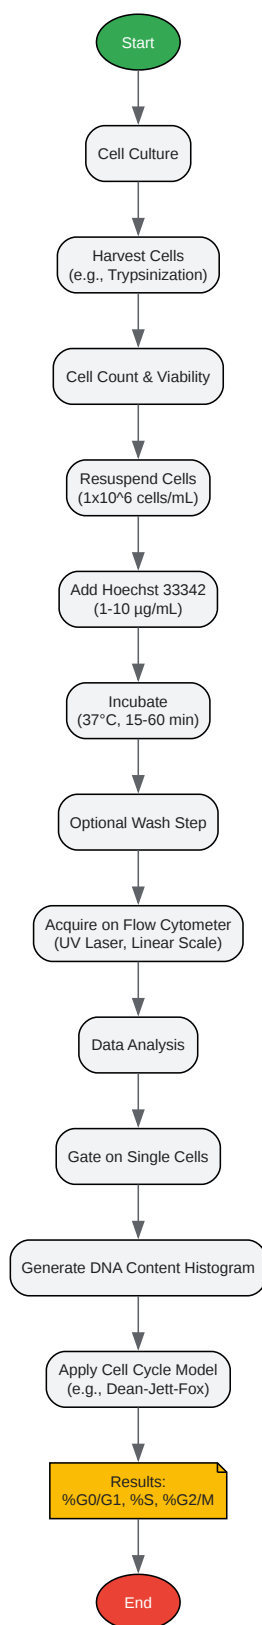 Start
Cell Culture
Harvest Cells
(e.g., Trypsinization)
Cell Count & Viability
Resuspend Cells
(1x10^6 cells/mL)
Add Hoechst 33342
(1-10 µg/mL)
Incubate
(37°C, 15-60 min)
Optional Wash Step
Acquire on Flow Cytometer
(UV Laser, Linear Scale)
Data Analysis
Gate on Single Cells
Generate DNA Content Histogram
Apply Cell Cycle Model
(e.g., Dean-Jett-Fox)
Results:
%G0/G1, %S, %G2/M
End